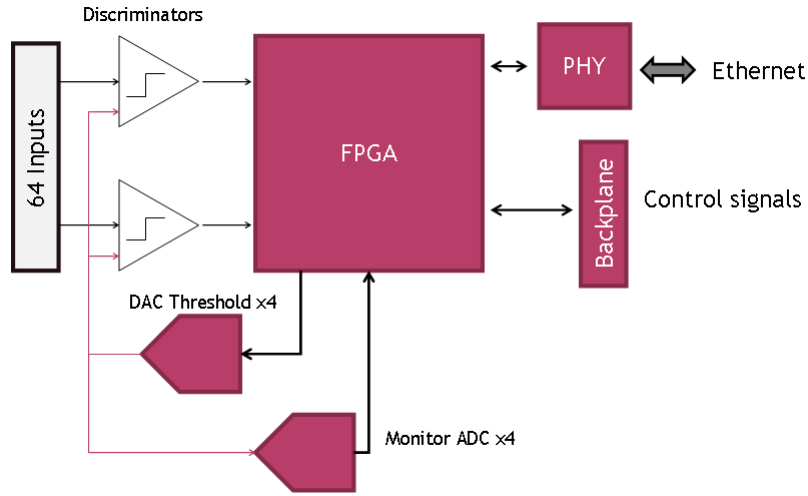 Discriminators
64 Inputs
FPGA
PHY
Ethernet
Backplane
Control signals
DAC Threshold x4
Monitor ADC x4